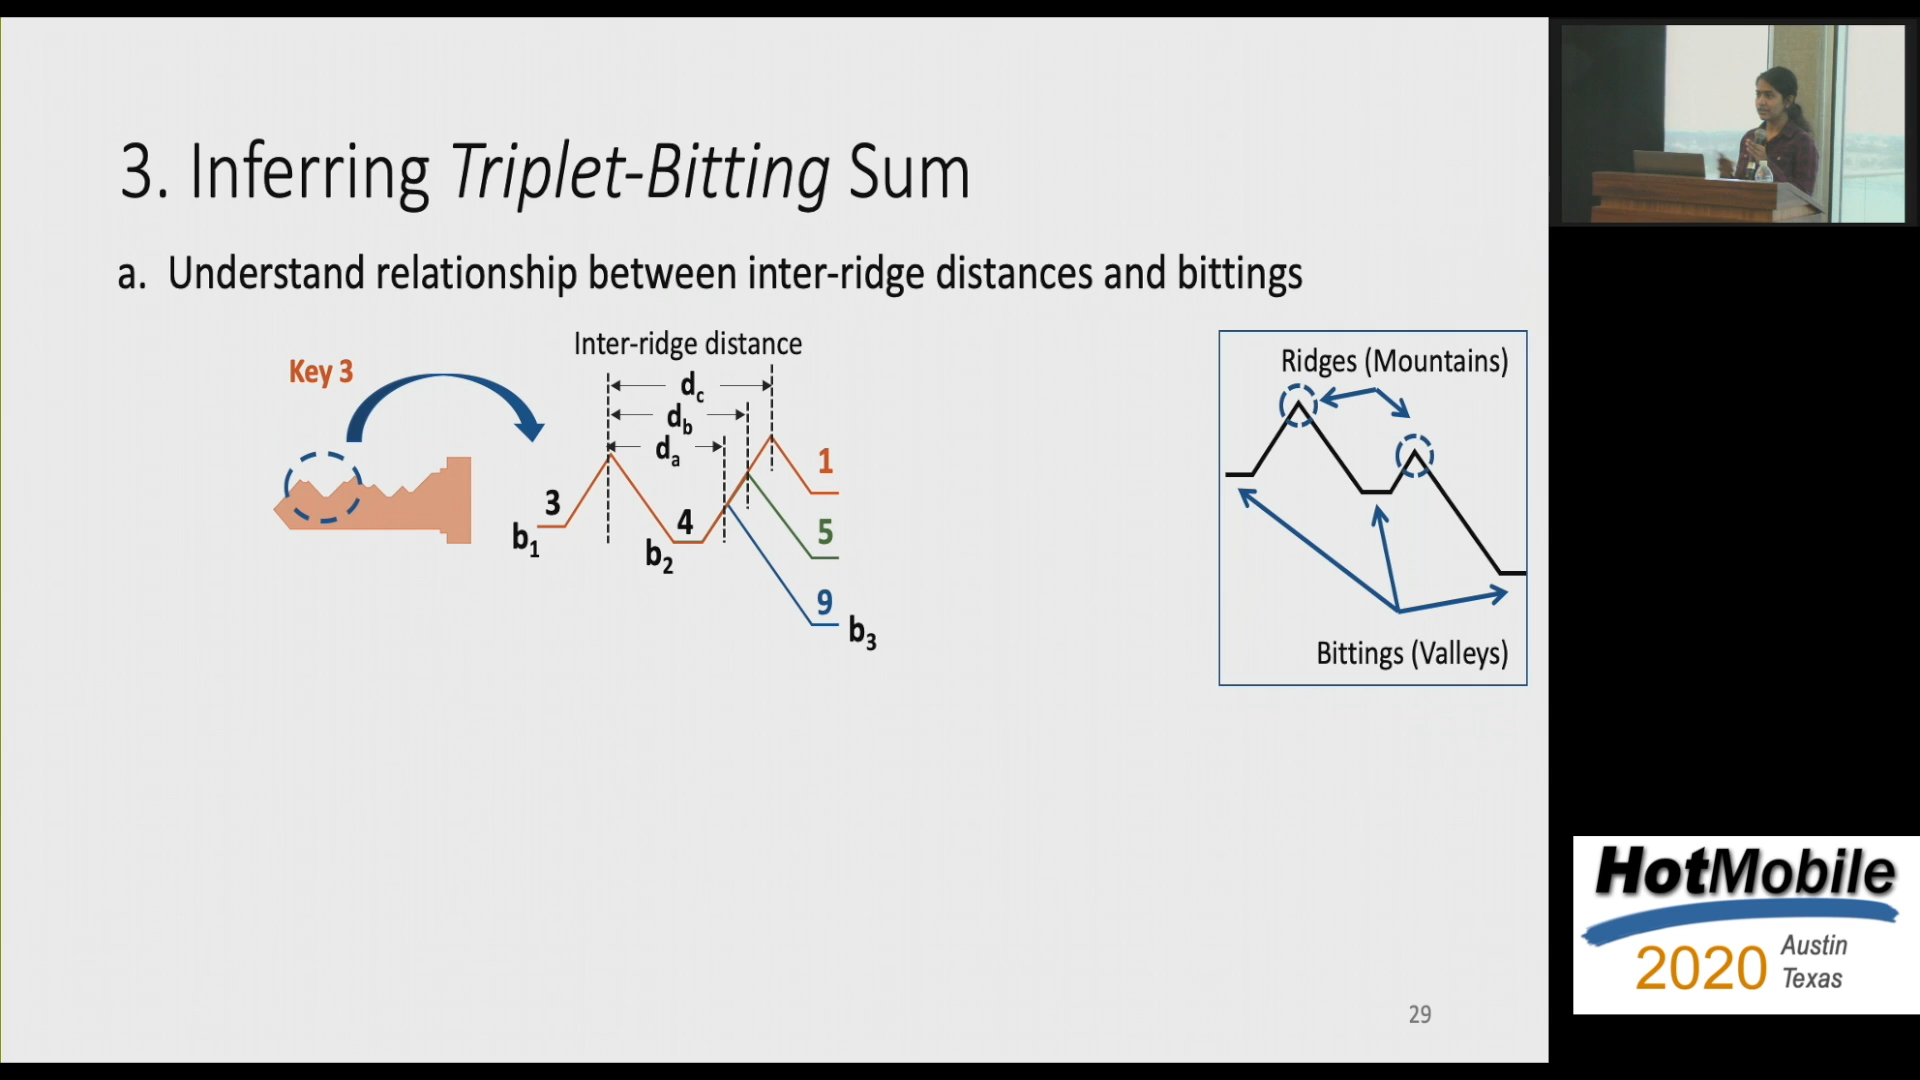 3. Inferring Triplet-Bitting Sum
a. Understand relationship between inter-ridge distances and bittings
Key 3
Inter-ridge distance
dc
db
da
3
b1
4
b2
1
5
9
b3
Ridges (Mountains)
Bittings (Valleys)
29
HotMobile
2020
Austin
Texas